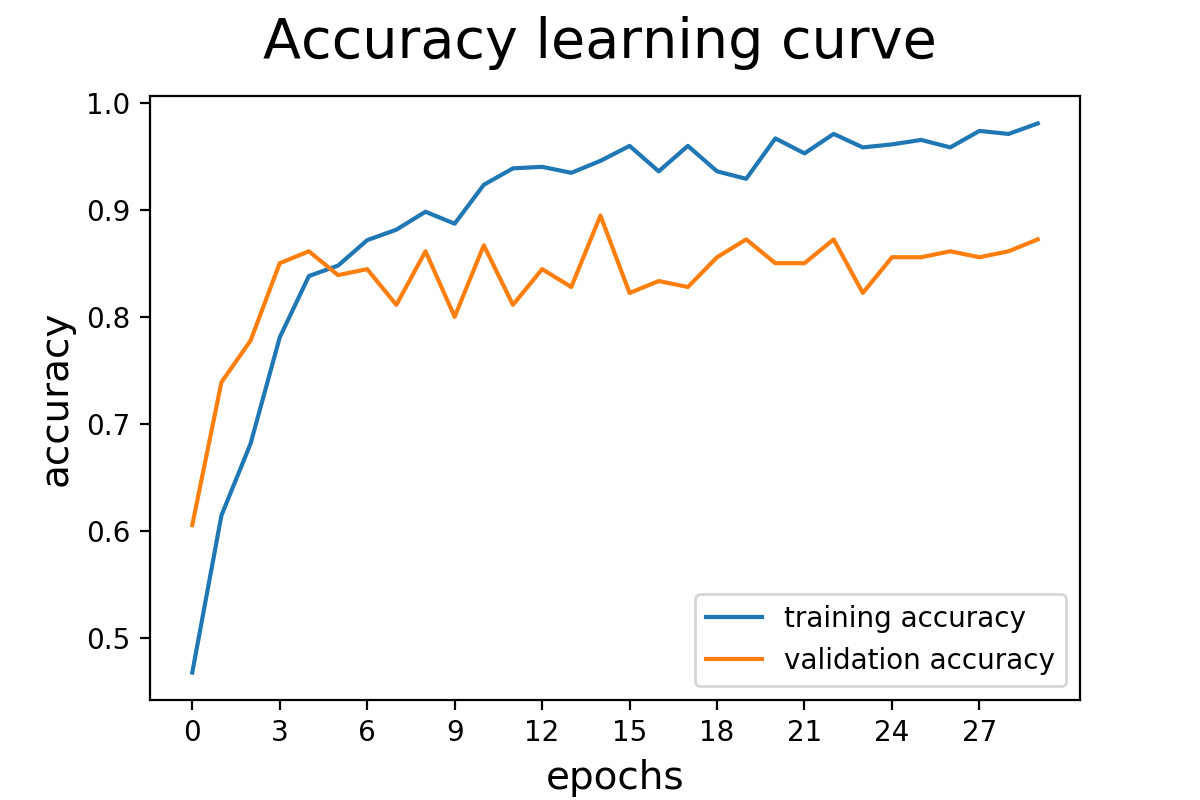 Accuracy learning curve
1.0
0.9
0.8
0.7
0.6
0.5
accuracy
training accuracy
validation accuracy
0 3 6 9 12 15 18 21 24 27
epochs